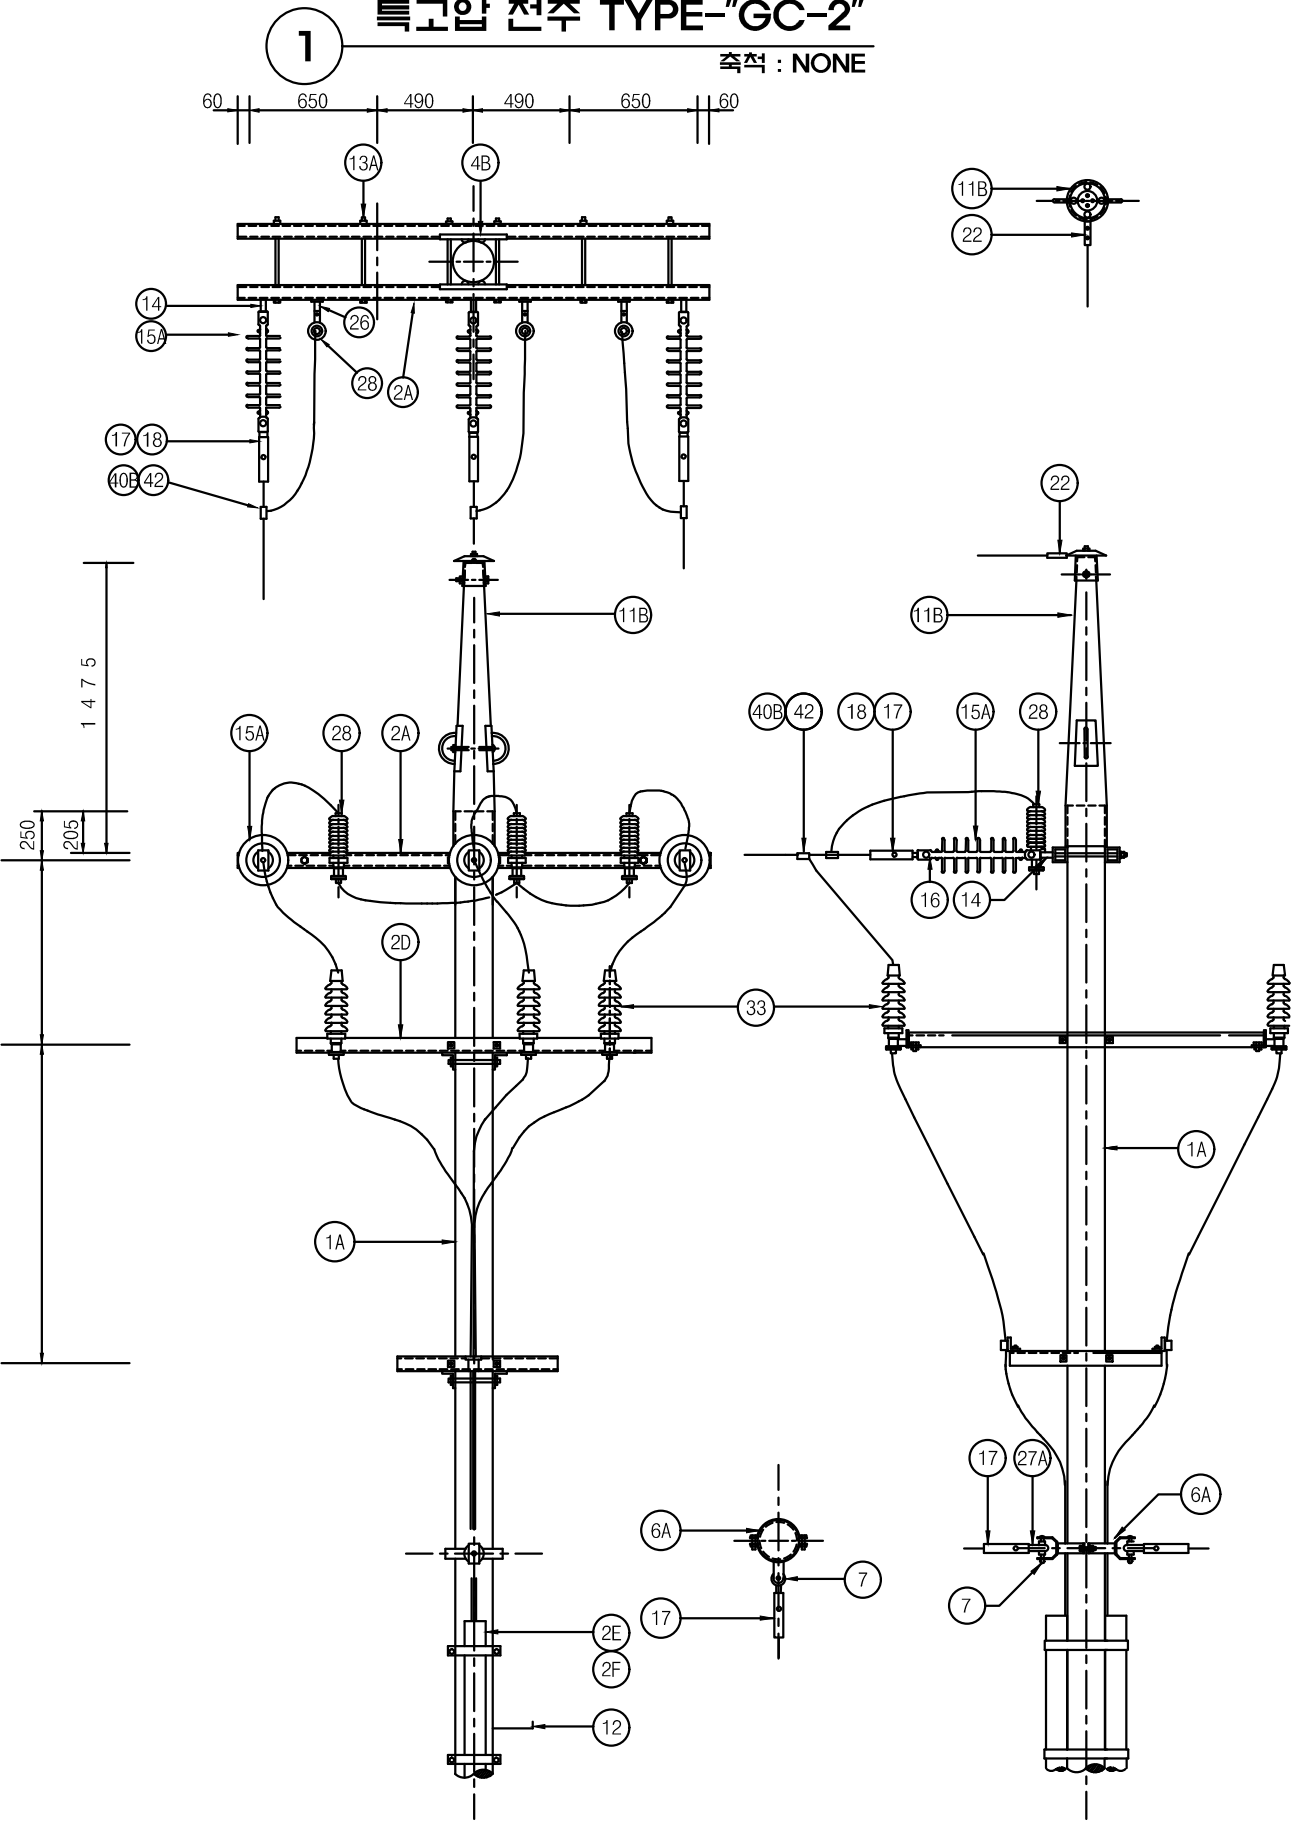 특고압 전주 TYPE-"GC-2"
1
축척 : NONE
60 650 490 490 650 60
13A 4B
11B
22
14
15A
26
28
2A
17 18
40B 42
22
11B
11B
1475
40B 42 18 17 15A 28
15A 28 2A
250
205
16 14
2D
33
1A
1A
17 27A
6A
6A
7
7
17
2E
2F
12